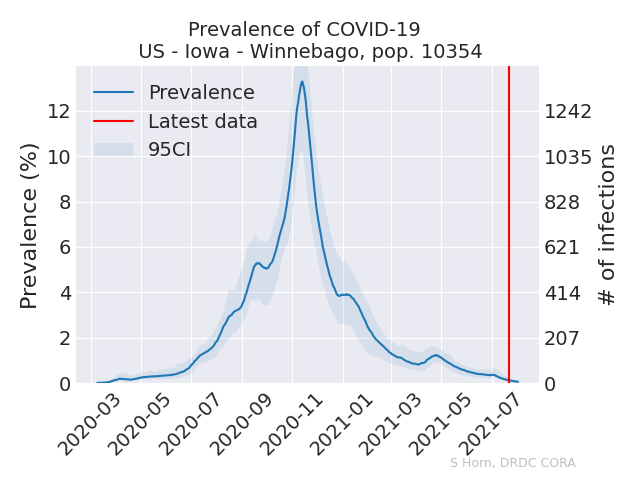 Prevalence of COVID-19
US - Iowa - Winnebago, pop. 10354
Prevalence
Latest data
95CI
Prevalence (%)
12
10
8
6
4
2
0
1242
1035
828
621
414
207
0
# of infections
2020-03
2020-05
2020-07
2020-09
2020-11
2021-01
2021-03
2021-05
2021-07
S Horn, DRDC CORA